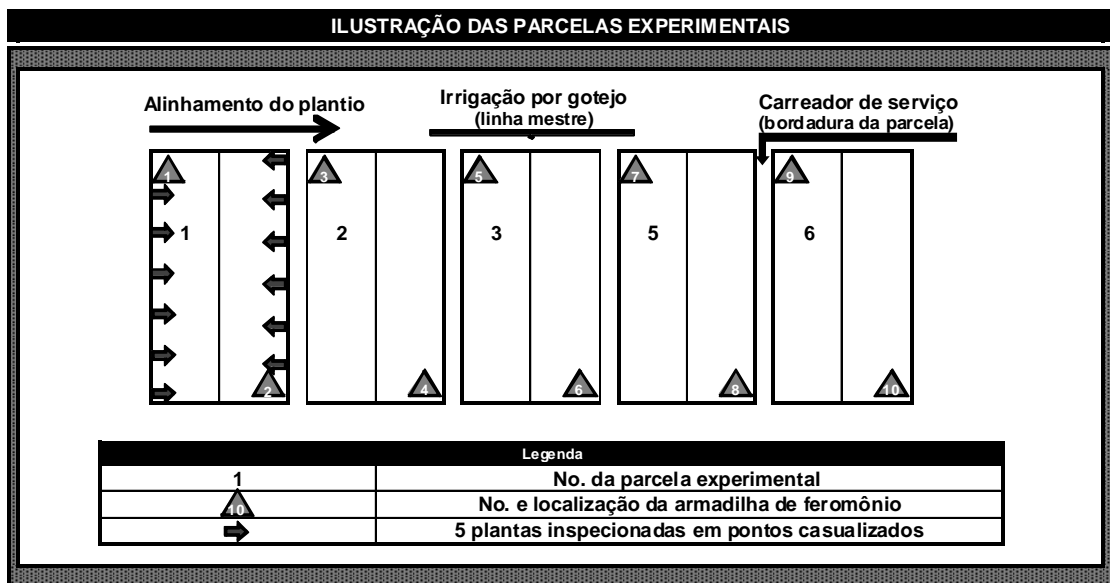 ILUSTRAÇÃO DAS PARCELAS EXPERIMENTAIS
Alinhamento do plantio
Irrigação por gotejo
(linha mestre)
Carreador de serviço
(bordadura da parcela)
1 3 5 7 9
1 2 3 5 6
2 4 6 8 10
Legenda
1 No. da parcela experimental
10 No. e localização da armadilha de feromônio
5 plantas inspecionadas em pontos casualizados